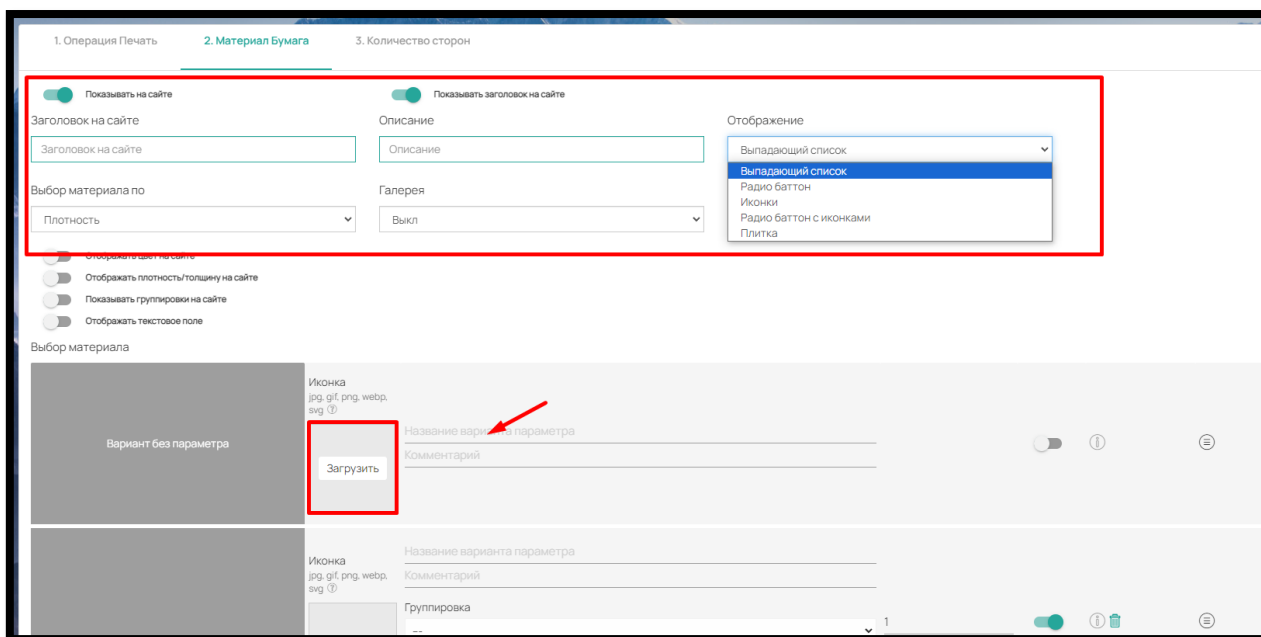 1. Операция Печать 2. Материал Бумага 3. Количество сторон
Показывать на сайте Показывать заголовок на сайте
Заголовок на сайте Описание Отображение
Заголовок на сайте Описание Выпадающий список
Выпадающий список
Радио баттон
Иконки
Радио баттон с иконками
Плитка
Выбор материала по Галерея
Плотность Выкл
Отображать цвет на сайте
Отображать плотность/толщину на сайте
Показывать группировки на сайте
Отображать текстовое поле
Выбор материала
Вариант без параметра
Иконка
jpg, gif, png, webp,
svg
Загрузить
Название варианта параметра
Комментарий
Иконка
jpg, gif, png, webp,
svg
Название варианта параметра
Комментарий
Группировка
--
1